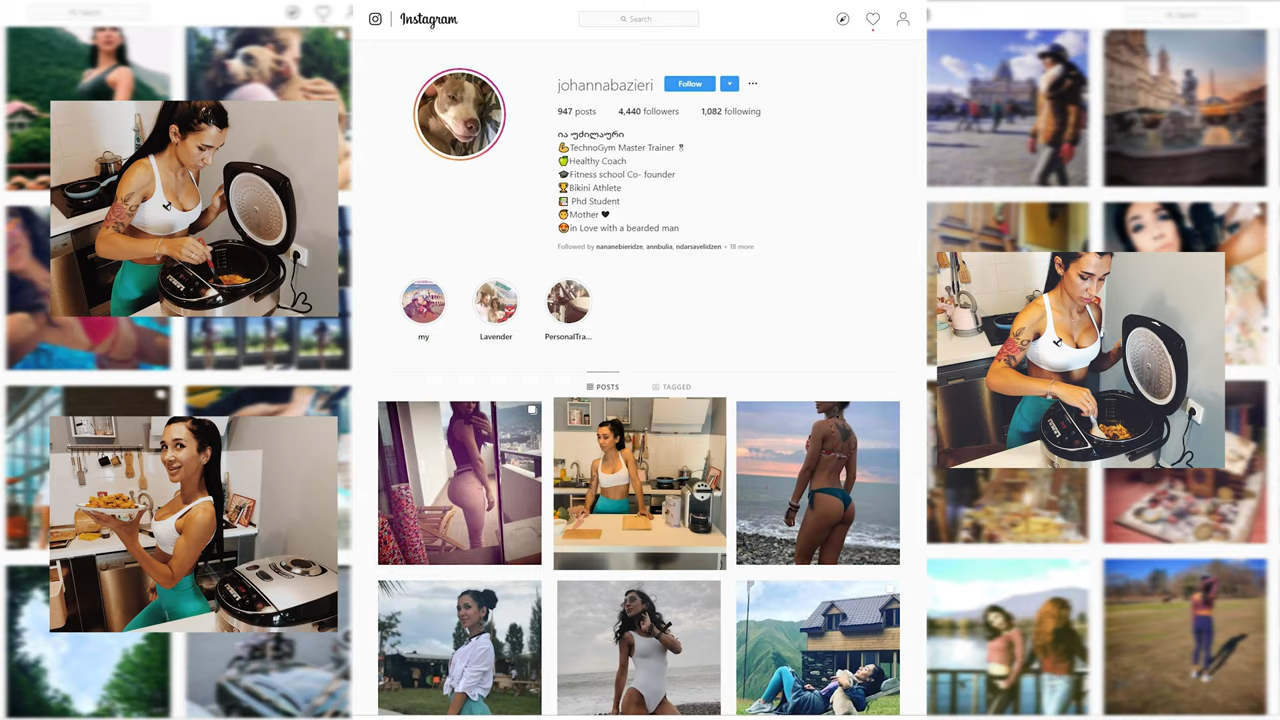 Instagram
Search
johannabazieri
Follow
947 posts 4,440 followers 1,082 following
ია უძილაური
💪TechnoGym Master Trainer 🎖
🍏Healthy Coach
🎓Fitness school Co- founder
🏆Bikini Athlete
📗 Phd Student
👶Mother 🖤
😍in Love with a bearded man
Followed by nananebieridze, annbulia, ndarsavelidzen + 18 more
my Lavender PersonalTra...
POSTS TAGGED